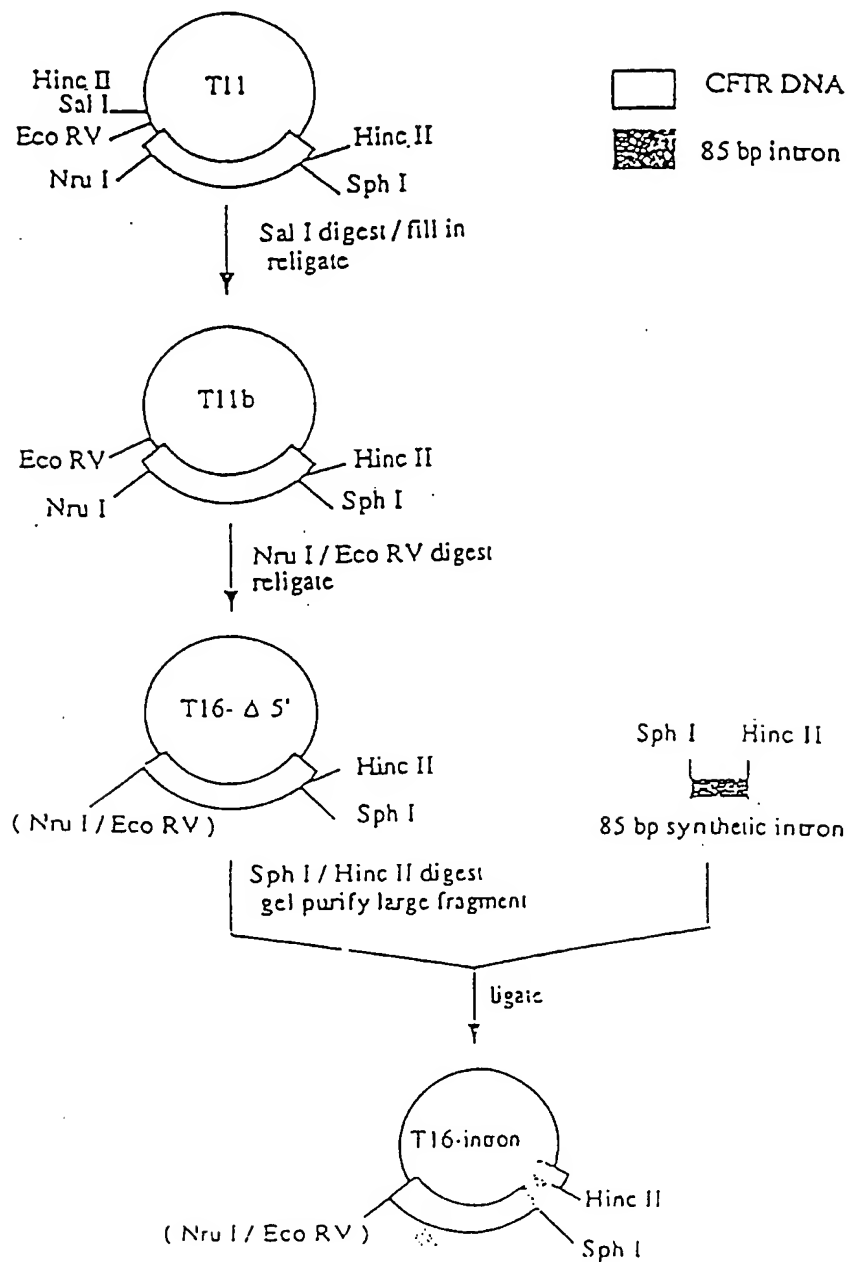 T11
Hinc II
Sal I
Eco RV
Nru I
Hinc II
Sph I
CFTR DNA
85 bp intron
Sal I digest / fill in
religate
T11b
Eco RV
Nru I
Hinc II
Sph I
Nru I / Eco RV digest
religate
T16- Δ 5'
Hinc II
Sph I
( Nru I / Eco RV )
Sph I Hinc II
85 bp synthetic intron
Sph I / Hinc II digest
gel purify large fragment
ligate
T16-intron
Hinc II
( Nru I / Eco RV )
Sph I